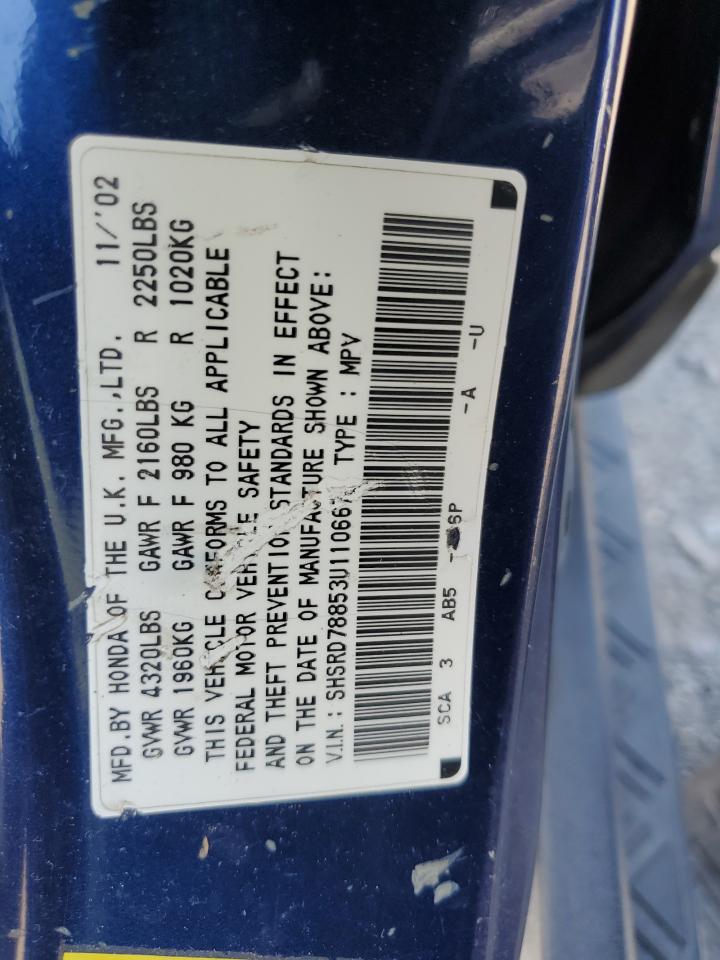 MFD.BY HONDA OF THE U.K. MFG.,LTD. 11/'02
GVWR 4320LBS GAWR F 2160LBS R 2250LBS
GVWR 1960KG GAWR F 980 KG R 1020KG
THIS VEHICLE CONFORMS TO ALL APPLICABLE
FEDERAL MOTOR VEHICLE SAFETY
AND THEFT PREVENTION STANDARDS IN EFFECT
ON THE DATE OF MANUFACTURE SHOWN ABOVE:
V.I.N.: SHSRD78853U110667 TYPE : MPV
SCA 3 AB5 -A -U